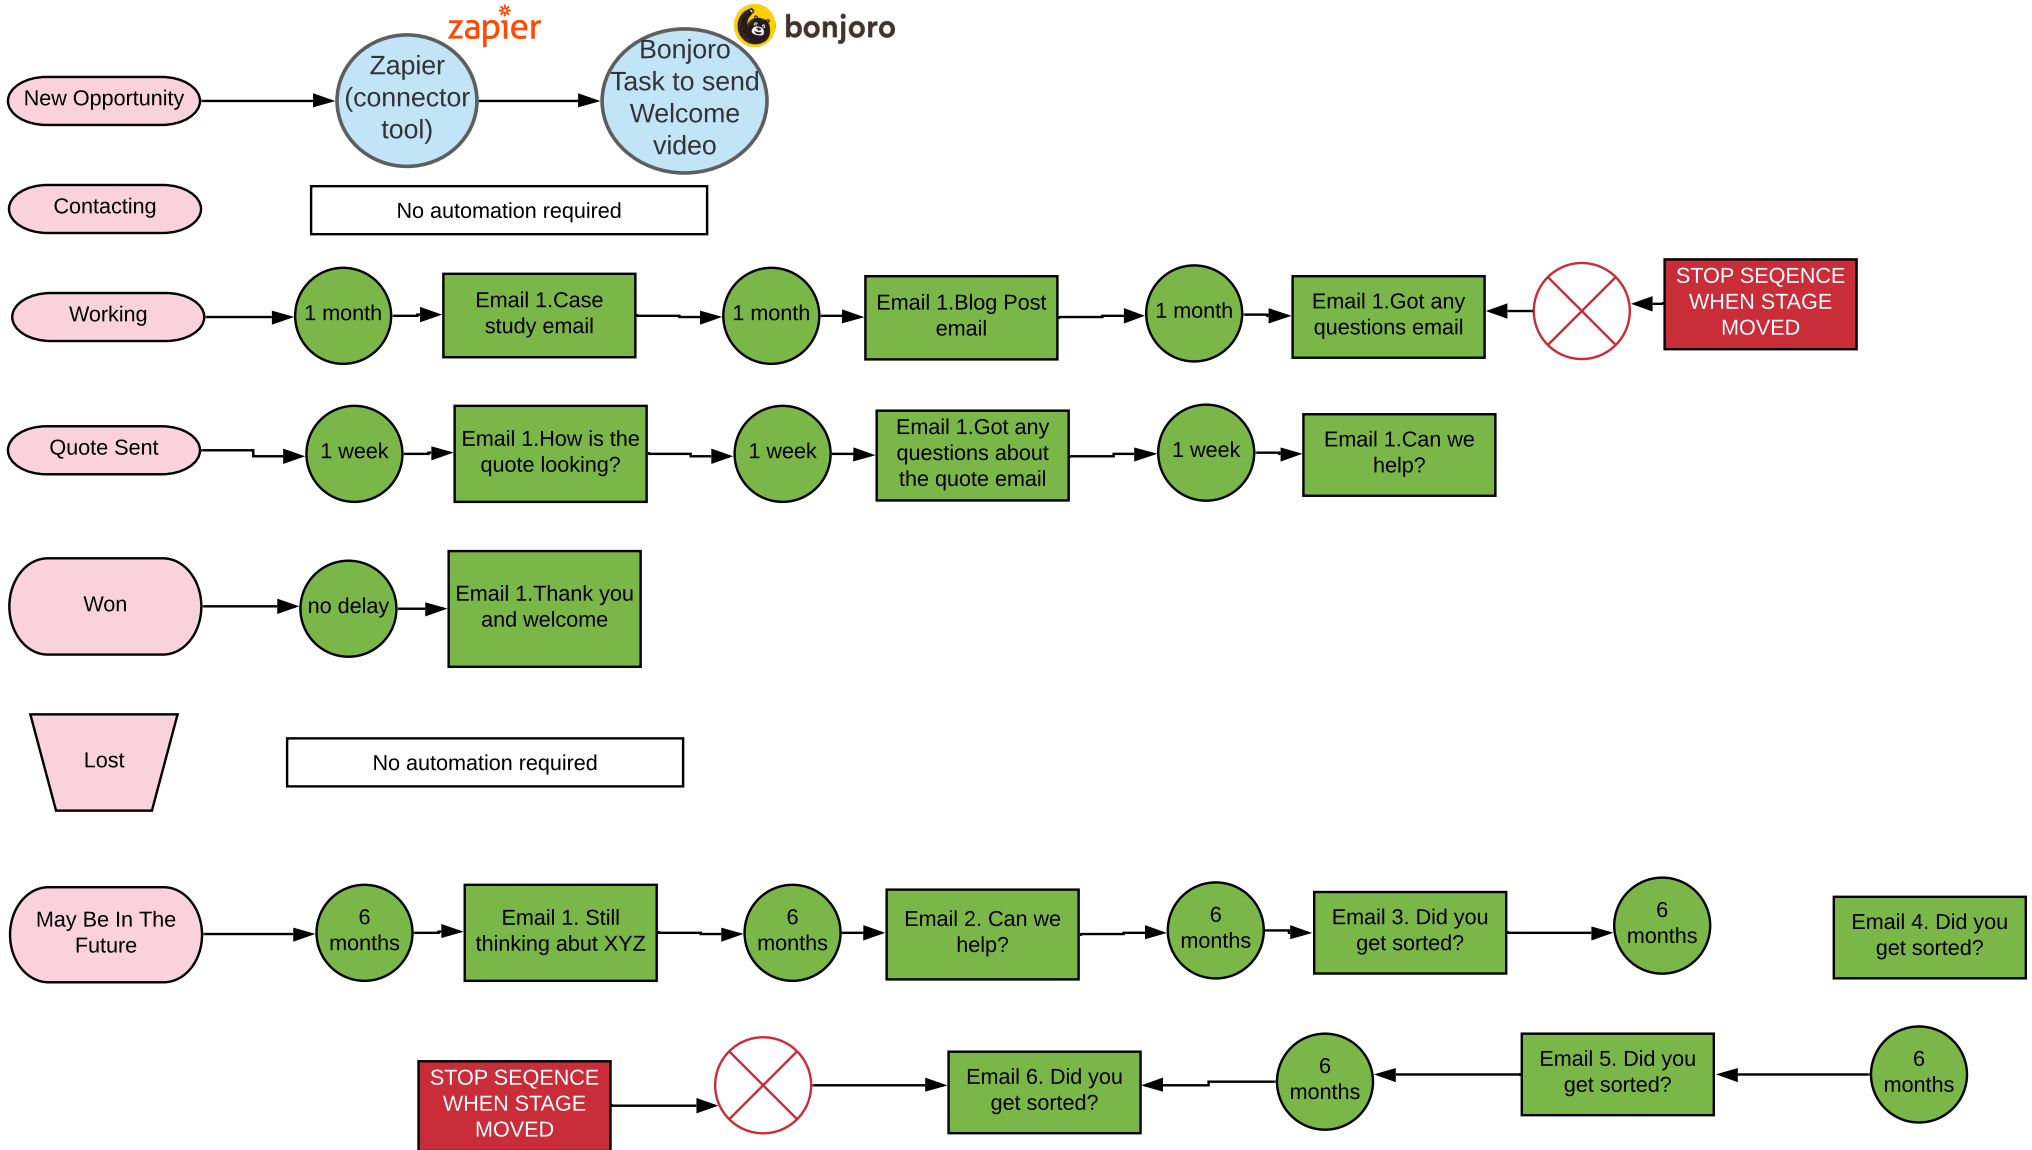 zapier
bonjoro
New Opportunity
Zapier
(connector
tool)
Bonjoro
Task to send
Welcome
video
Contacting
No automation required
Working
1 month
Email 1.Case
study email
1 month
Email 1.Blog Post
email
1 month
Email 1.Got any
questions email
STOP SEQENCE
WHEN STAGE
MOVED
Quote Sent
1 week
Email 1.How is the
quote looking?
1 week
Email 1.Got any
questions about
the quote email
1 week
Email 1.Can we
help?
Won
no delay
Email 1.Thank you
and welcome
Lost
No automation required
May Be In The
Future
6
months
Email 1. Still
thinking abut XYZ
6
months
Email 2. Can we
help?
6
months
Email 3. Did you
get sorted?
6
months
Email 4. Did you
get sorted?
STOP SEQENCE
WHEN STAGE
MOVED
Email 6. Did you
get sorted?
6
months
Email 5. Did you
get sorted?
6
months